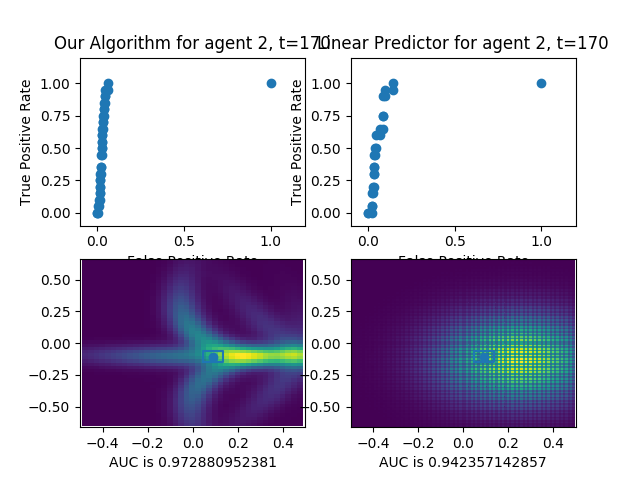 Our Algorithm for agent 2, t=170
Linear Predictor for agent 2, t=170
True Positive Rate
1.00
0.75
0.50
0.25
0.00
0.0 0.5 1.0
False Positive Rate
True Positive Rate
1.00
0.75
0.50
0.25
0.00
0.0 0.5 1.0
False Positive Rate
0.50
0.25
0.00
−0.25
−0.50
−0.4 −0.2 0.0 0.2 0.4
AUC is 0.972880952381
0.50
0.25
0.00
−0.25
−0.50
−0.4 −0.2 0.0 0.2 0.4
AUC is 0.942357142857